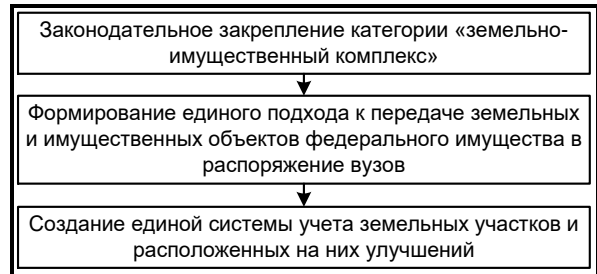 Законодательное закрепление категории «земельно-
имущественный комплекс»
Формирование единого подхода к передаче земельных
и имущественных объектов федерального имущества в
распоряжение вузов
Создание единой системы учета земельных участков и
расположенных на них улучшений